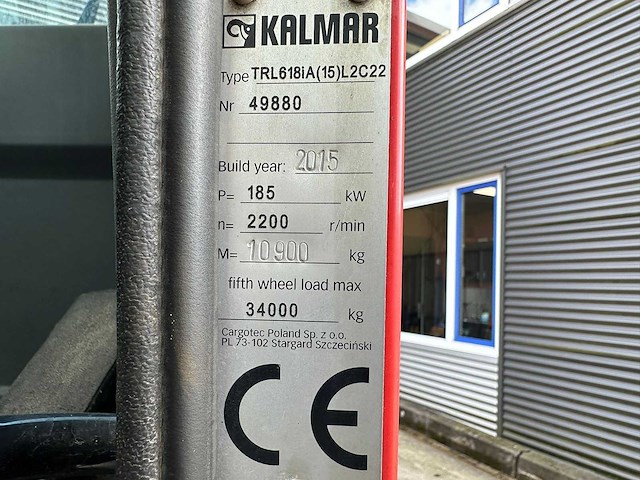 KALMAR
Type TRL618iA(15)L2C22
Nr 49880
Build year: 2015
P= 185 kW
n= 2200 r/min
M= 10900 kg
fifth wheel load max
34000 kg
Cargotec Poland Sp. z o.o.
PL 73-102 Stargard Szczeciński
CE